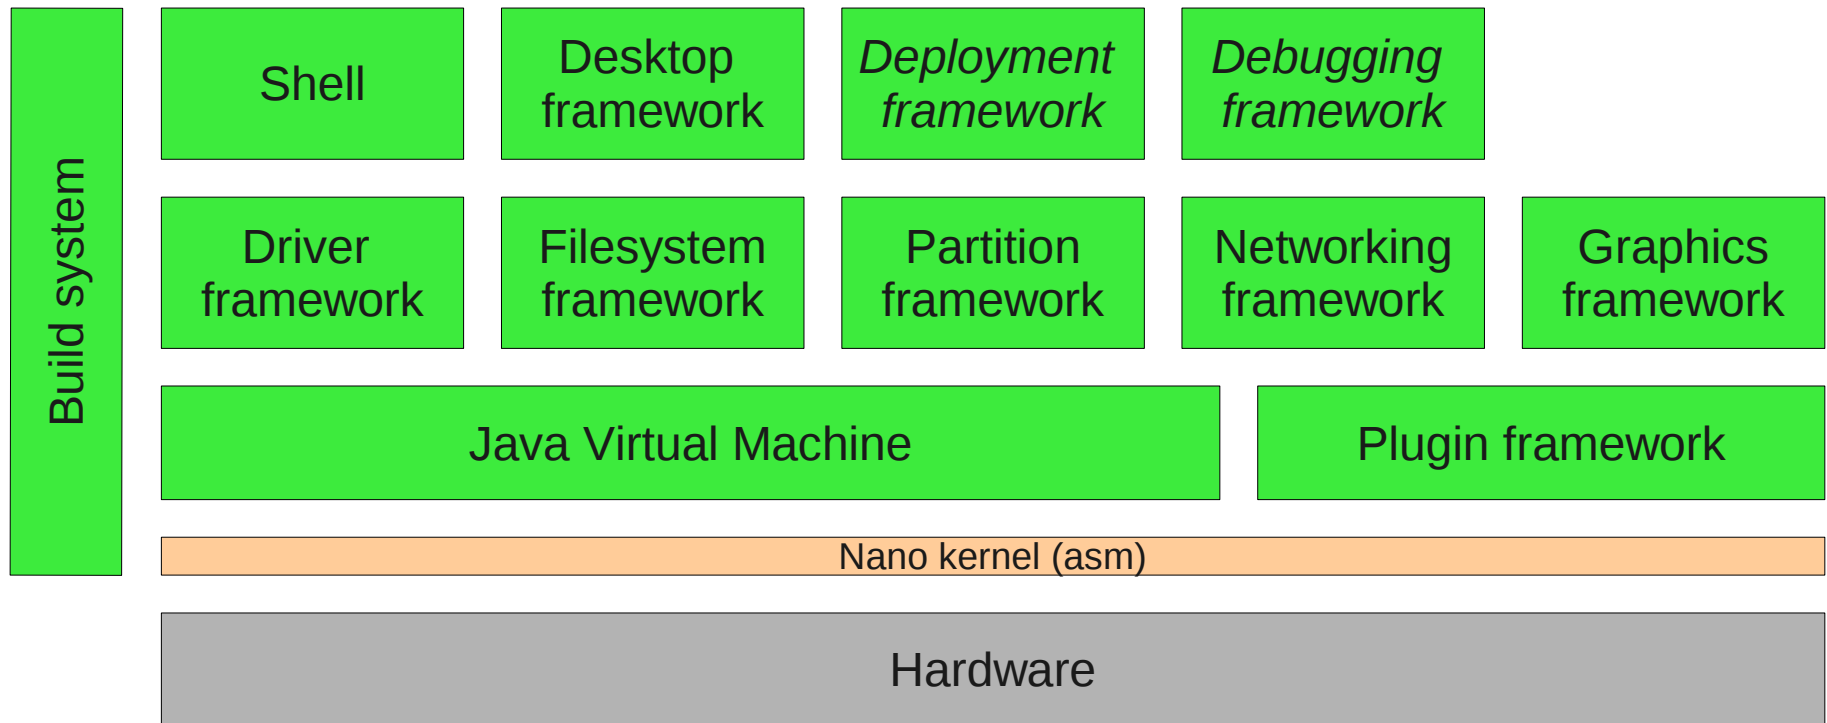 Build system
Shell
Desktop
framework
Deployment
framework
Debugging
framework
Driver
framework
Filesystem
framework
Partition
framework
Networking
framework
Graphics
framework
Java Virtual Machine
Plugin framework
Nano kernel (asm)
Hardware